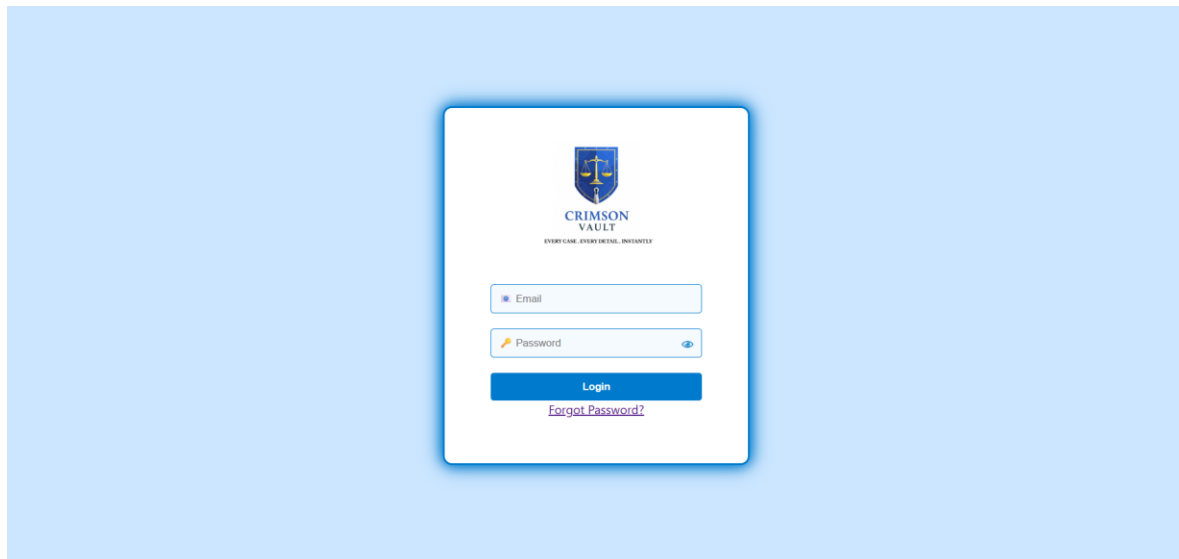 CRIMSON
VAULT
EVERY CASE. EVERY DETAIL. INSTANTLY
Email
Password
Login
Forgot Password?